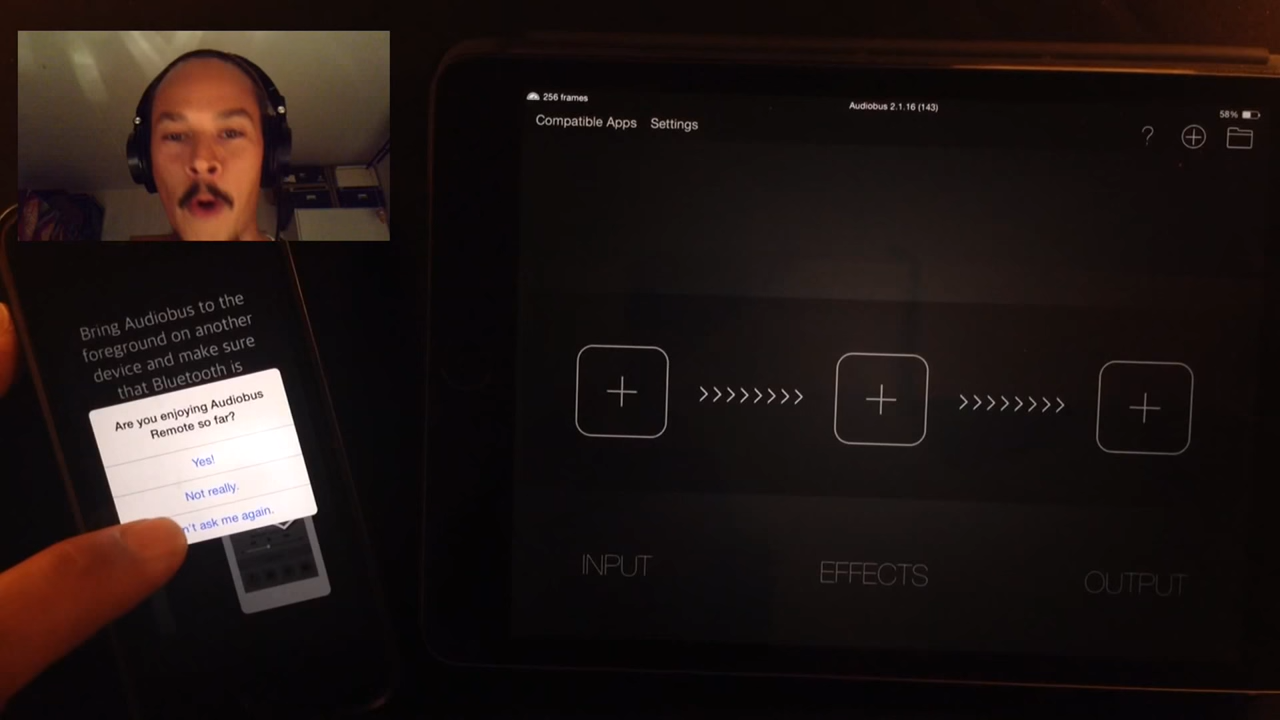 Bring Audiobus to the
foreground on another
device and make sure
that Bluetooth is
Are you enjoying Audiobus
Remote so far?
Yes!
Not really.
n't ask me again.
256 frames
Audiobus 2.1.16 (143)
58%
Compatible Apps Settings
?
INPUT
EFFECTS
OUTPUT